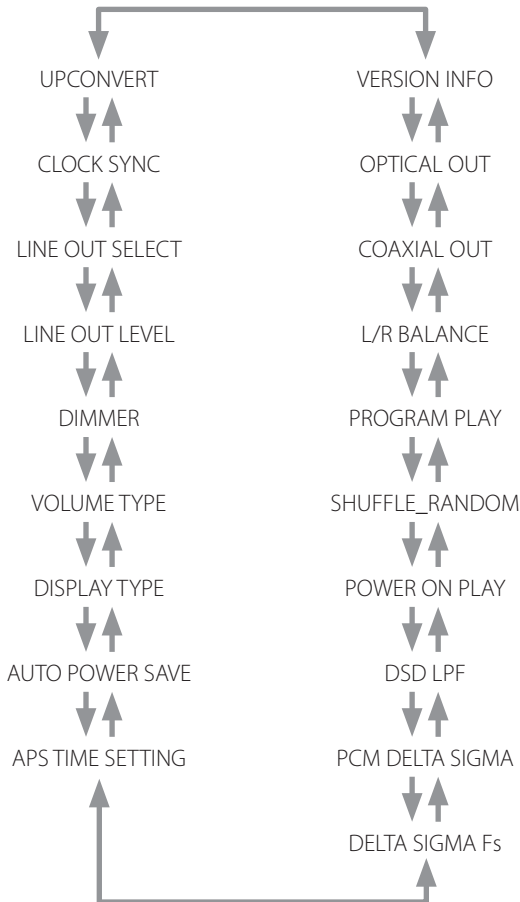 UPCONVERT
CLOCK SYNC
LINE OUT SELECT
LINE OUT LEVEL
DIMMER
VOLUME TYPE
DISPLAY TYPE
AUTO POWER SAVE
APS TIME SETTING
VERSION INFO
OPTICAL OUT
COAXIAL OUT
L/R BALANCE
PROGRAM PLAY
SHUFFLE_RANDOM
POWER ON PLAY
DSD LPF
PCM DELTA SIGMA
DELTA SIGMA Fs